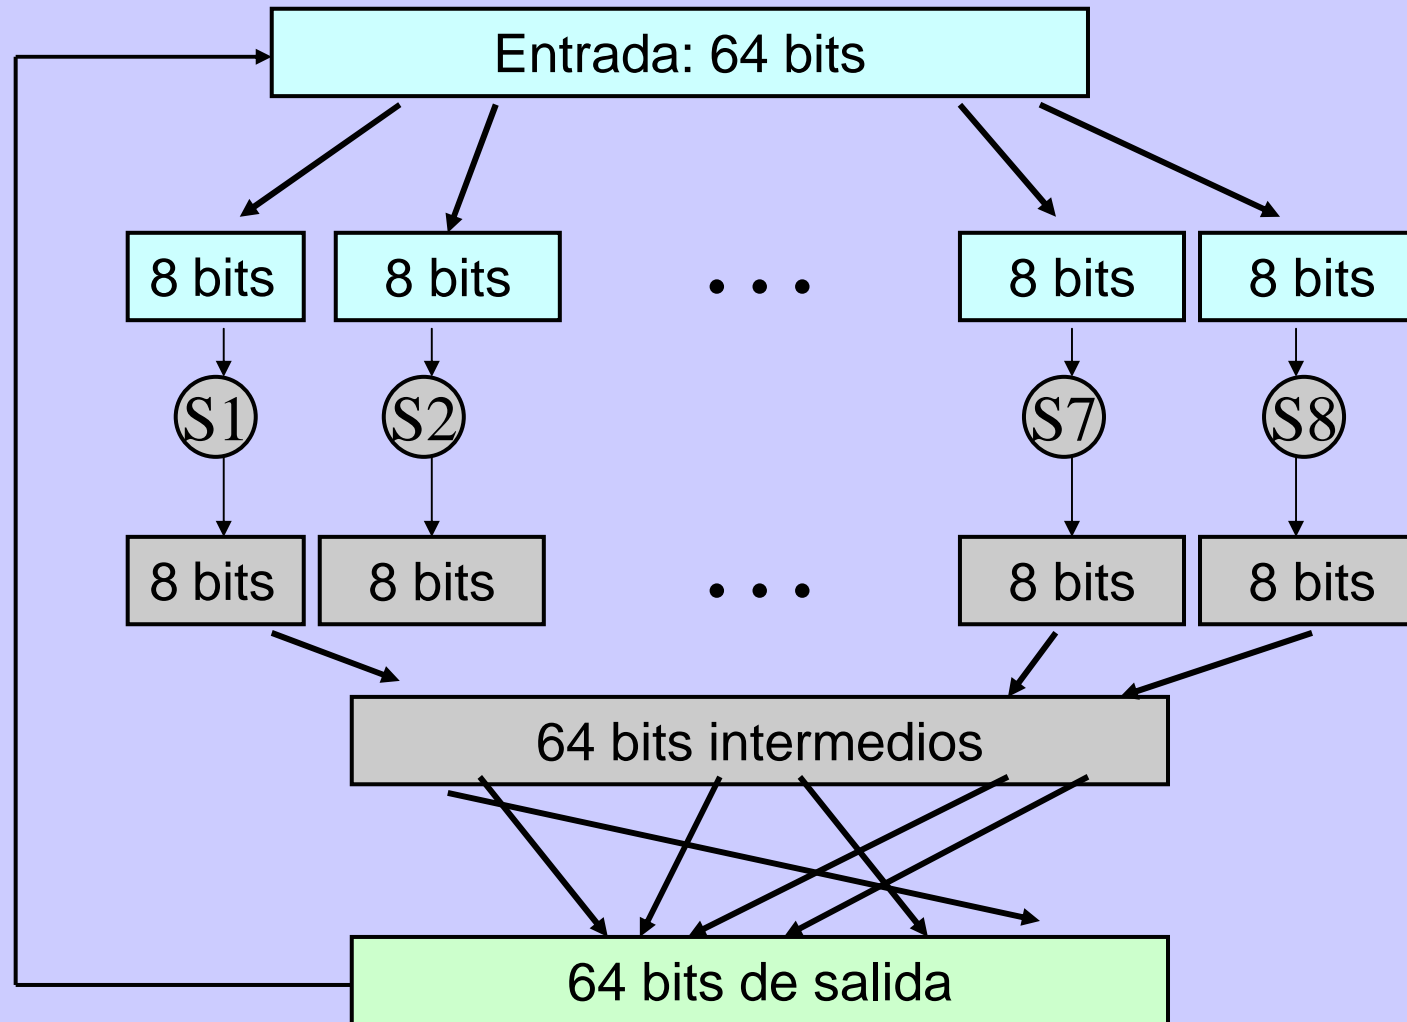 Entrada: 64 bits
8 bits 8 bits . . . 8 bits 8 bits
S1 S2 S7 S8
8 bits 8 bits . . . 8 bits 8 bits
64 bits intermedios
64 bits de salida